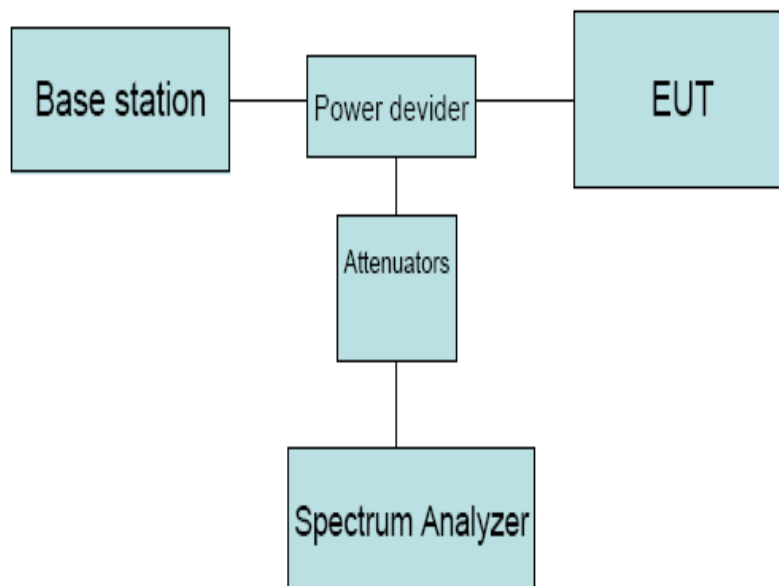 Base station
Power devider
EUT
Attenuators
Spectrum Analyzer